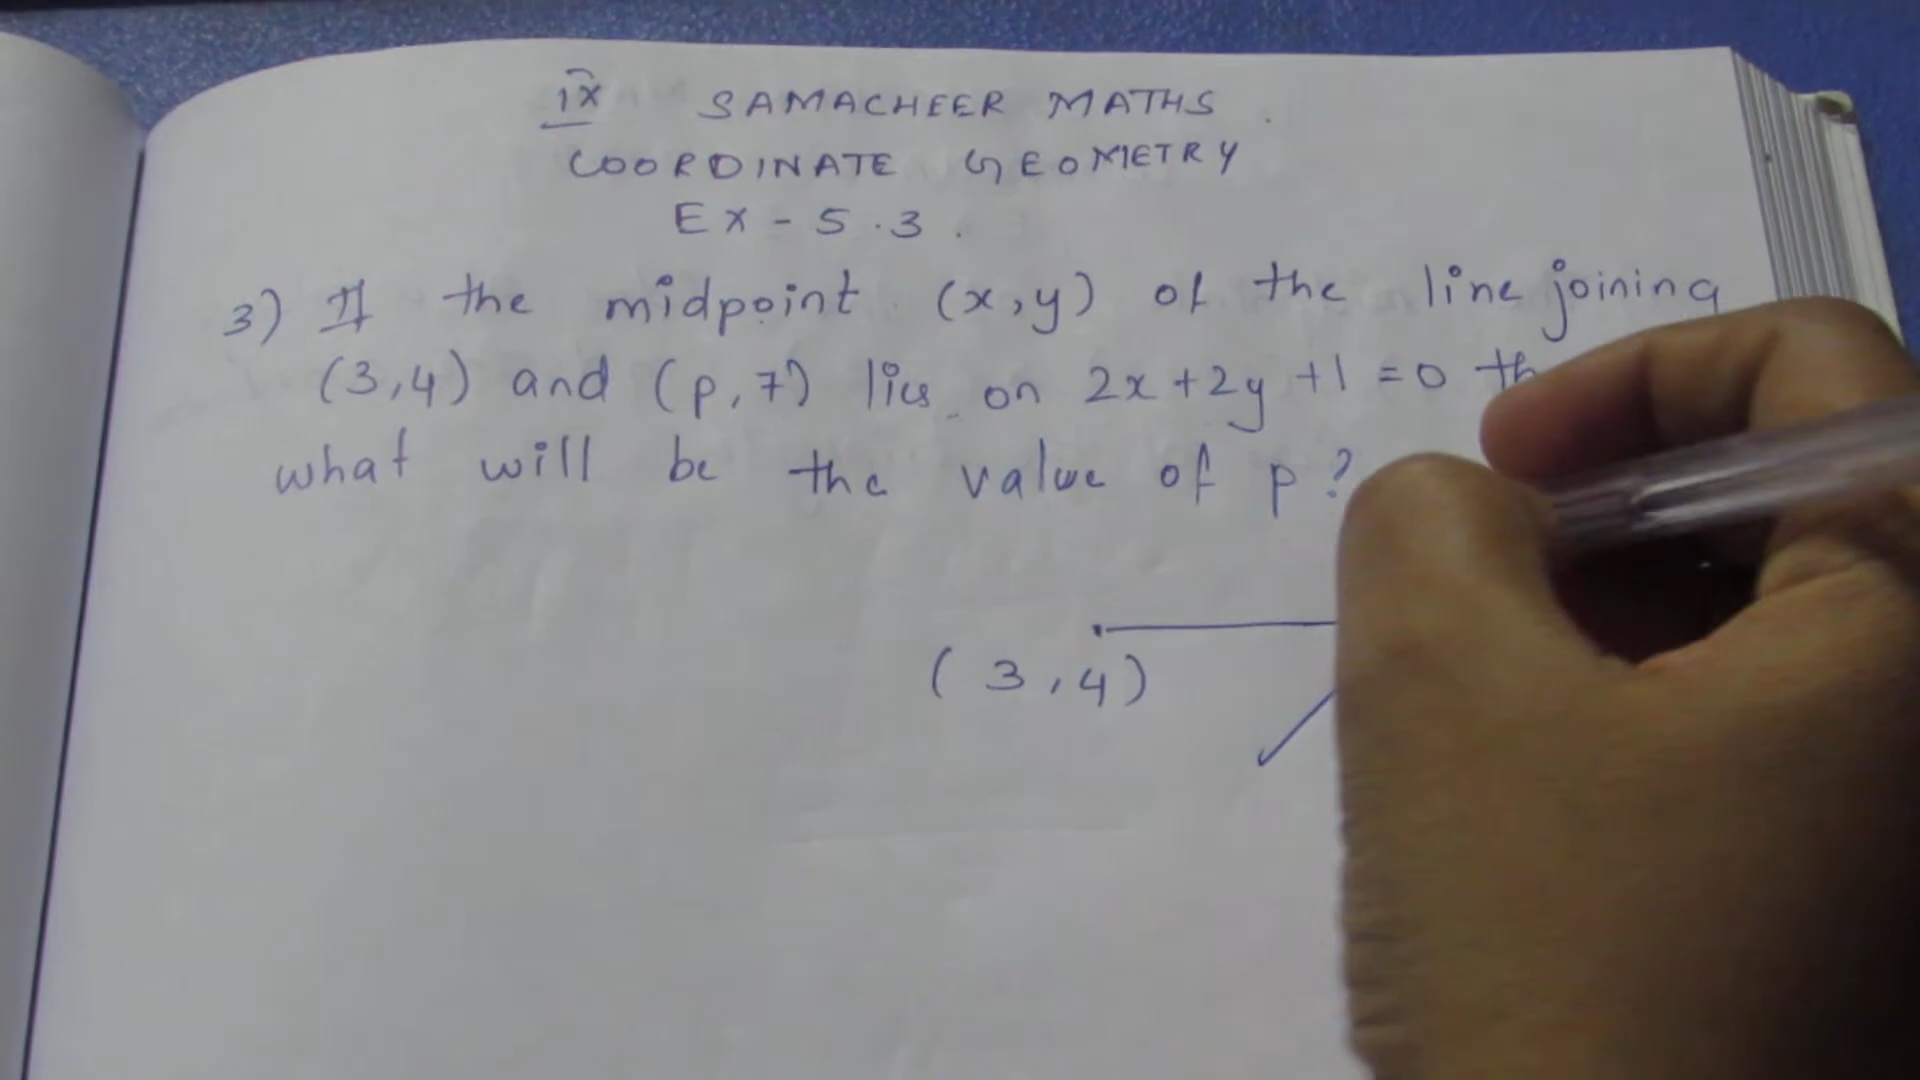 IX SAMACHEER MATHS.
COORDINATE GEOMETRY
EX - 5.3.
3) If the midpoint (x,y) of the line joining
(3,4) and (p,7) lies on 2x+2y+1=0 th
what will be the value of p?
(3,4)